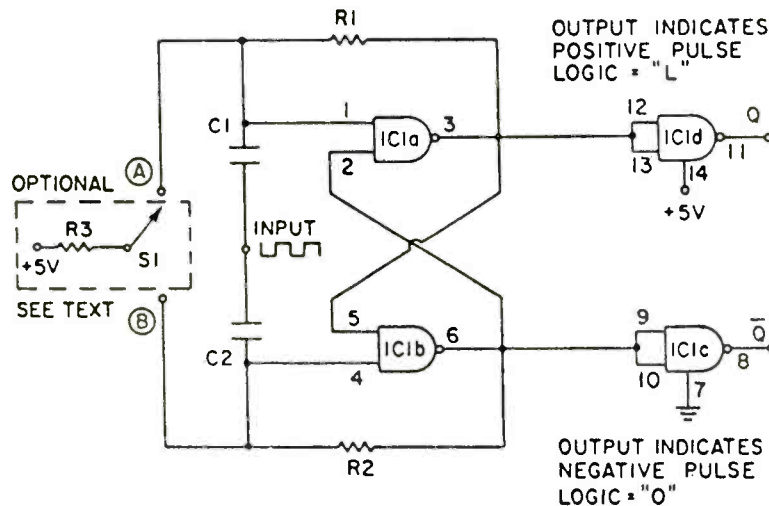 R1
OUTPUT INDICATES
POSITIVE PULSE
LOGIC = "L"
C1
1
IC1a
3
2
12
13
IC1d
Q
11
14
+5V
A
OPTIONAL
R3
+5V
S1
INPUT
SEE TEXT
B
C2
5
IC1b
6
4
9
10
IC1c
Q̅
8
7
R2
OUTPUT INDICATES
NEGATIVE PULSE
LOGIC = "O"